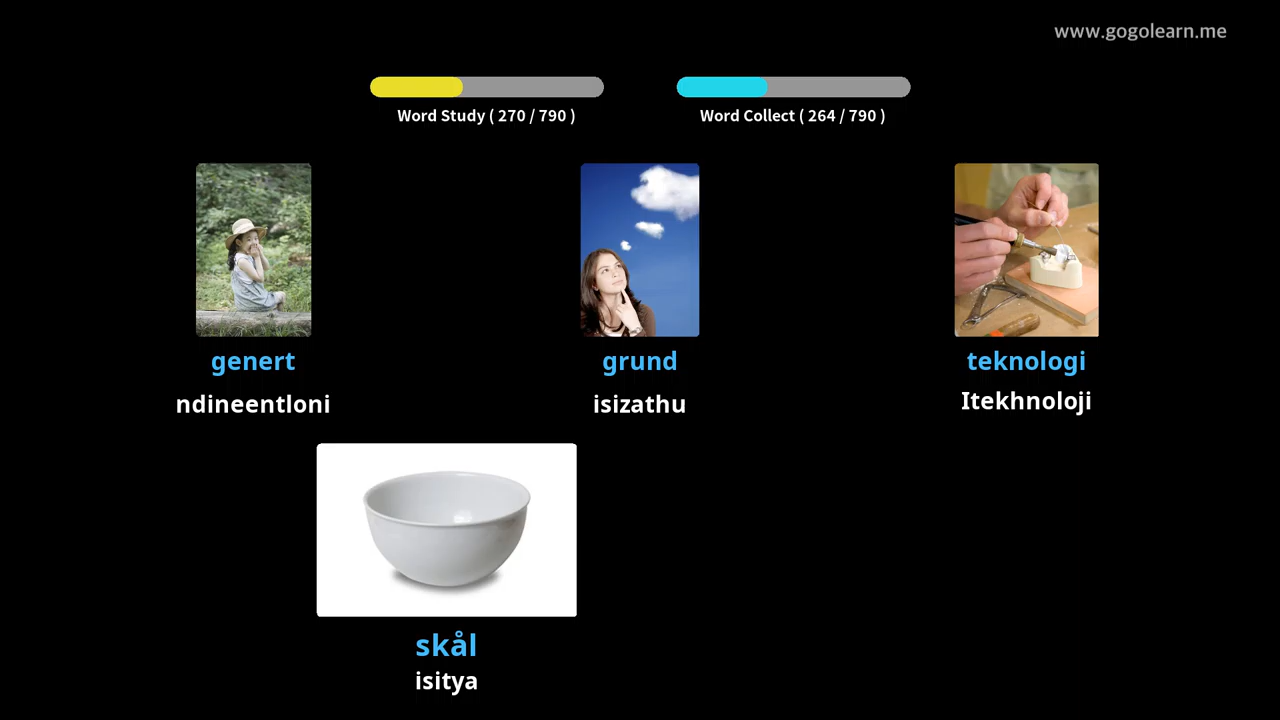 www.gogolearn.me
Word Study ( 270 / 790 )
Word Collect ( 264 / 790 )
genert
ndineentloni
grund
isizathu
teknologi
Itekhnoloji
skål
isitya